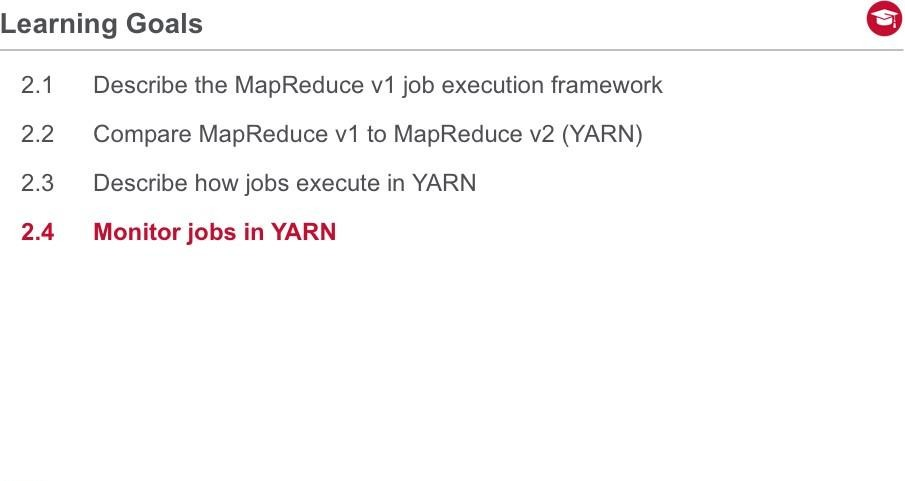 Learning Goals
2.1 Describe the MapReduce v1 job execution framework
2.2 Compare MapReduce v1 to MapReduce v2 (YARN)
2.3 Describe how jobs execute in YARN
2.4 Monitor jobs in YARN